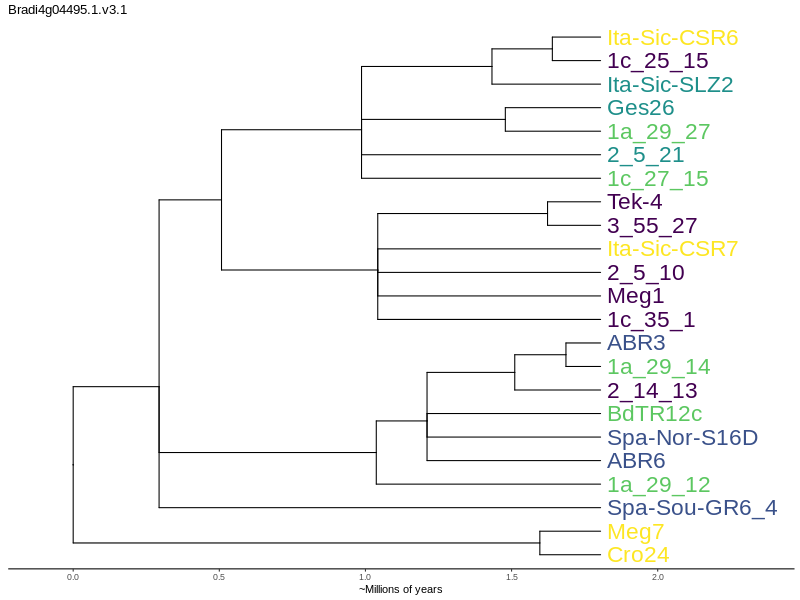 Bradi4g04495.1.v3.1
Ita-Sic-CSR6
1c_25_15
Ita-Sic-SLZ2
Ges26
1a_29_27
2_5_21
1c_27_15
Tek-4
3_55_27
Ita-Sic-CSR7
2_5_10
Meg1
1c_35_1
ABR3
1a_29_14
2_14_13
BdTR12c
Spa-Nor-S16D
ABR6
1a_29_12
Spa-Sou-GR6_4
Meg7
Cro24
0.0 0.5 1.0 1.5 2.0
~Millions of years